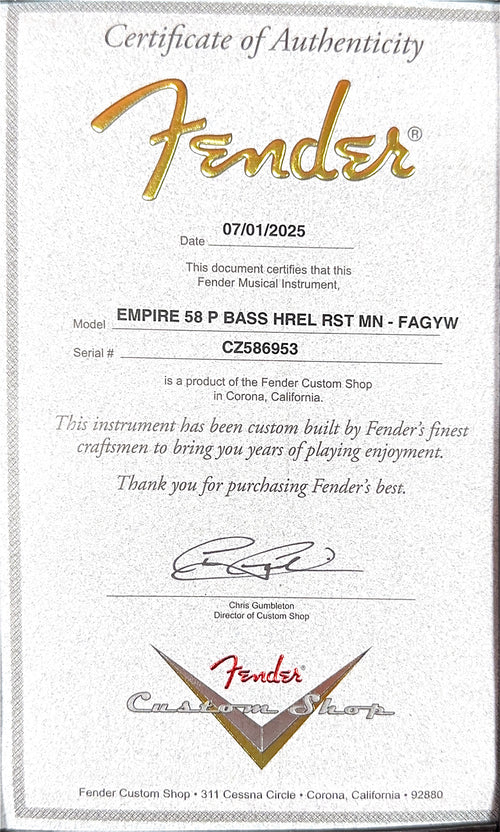 Certificate of Authenticity
Fender®
Date 07/01/2025
This document certifies that this
Fender Musical Instrument,
Model EMPIRE 58 P BASS HREL RST MN - FAGYW
Serial # CZ586953
is a product of the Fender Custom Shop
in Corona, California.
This instrument has been custom built by Fender's finest
craftsmen to bring you years of playing enjoyment.
Thank you for purchasing Fender's best.
Chris Gumbleton
Director of Custom Shop
Fender®
Custom Shop
Fender Custom Shop • 311 Cessna Circle • Corona, California • 92880